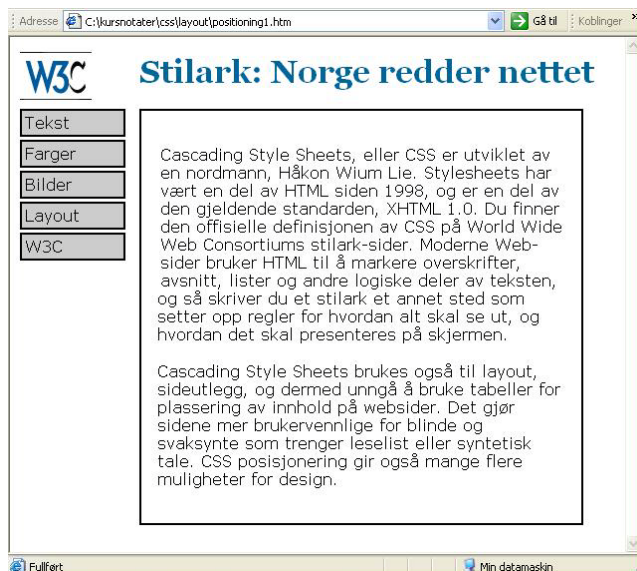 Adresse C:\kursnotater\css\layout\positioning1.htm Gå til Koblinger »
W3C
Stilark: Norge redder nettet
Tekst
Farger
Bilder
Layout
W3C
Cascading Style Sheets, eller CSS er utviklet av
en nordmann, Håkon Wium Lie. Stylesheets har
vært en del av HTML siden 1998, og er en del av
den gjeldende standarden, XHTML 1.0. Du finner
den offisielle definisjonen av CSS på World Wide
Web Consortiums stilark-sider. Moderne Web-
sider bruker HTML til å markere overskrifter,
avsnitt, lister og andre logiske deler av teksten,
og så skriver du et stilark et annet sted som
setter opp regler for hvordan alt skal se ut, og
hvordan det skal presenteres på skjermen.
Cascading Style Sheets brukes også til layout,
sideutlegg, og dermed unngå å bruke tabeller for
plassering av innhold på websider. Det gjør
sidene mer brukervennlige for blinde og
svaksynte som trenger leselist eller syntetisk
tale. CSS posisjonering gir også mange flere
muligheter for design.
Fullført Min datamaskin